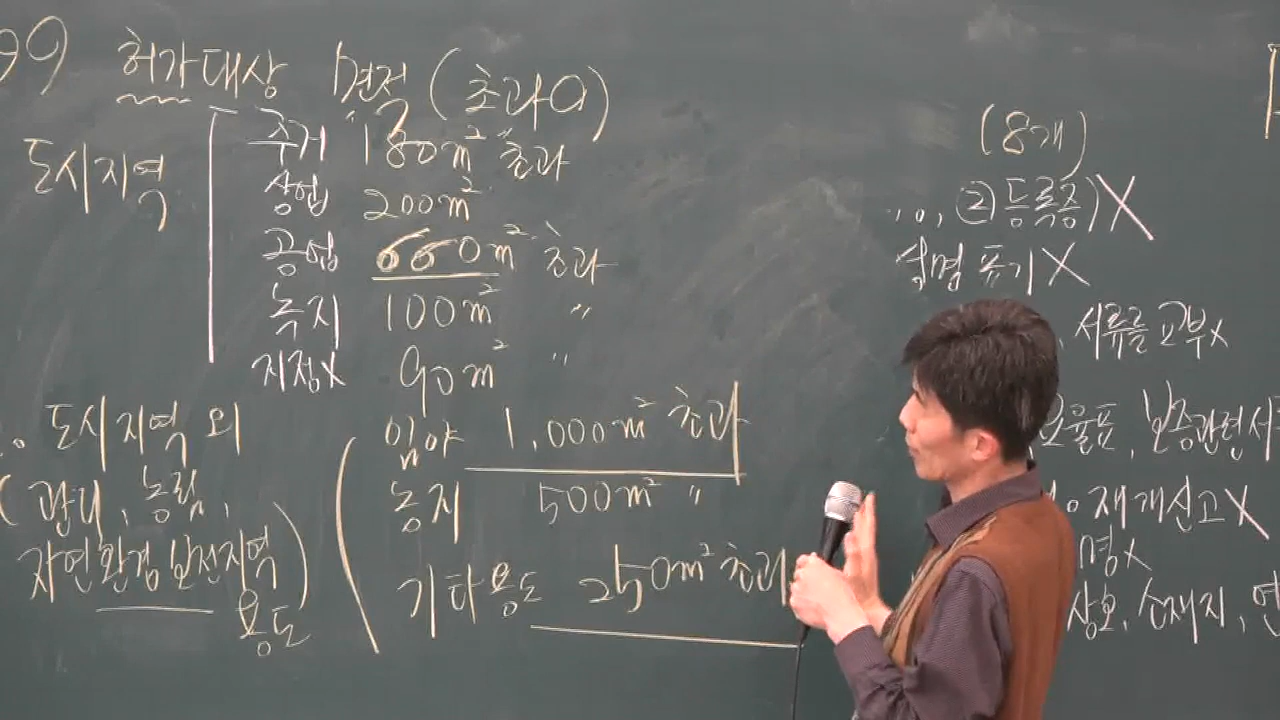 99 허가대상 면적 (초과 0)
도시지역
주거 180m² 초과
상업 200m²
공업 660m² 초과
녹지 100m² 〃
지정X 90m² 〃
도시지역 외
(관리, 농림,
자연환경보전지역)
용도
임야 1,000m² 초과
농지 500m² 〃
기타용도 250m² 초과
(8개)
② 등록증) X
성명 표기 X
서류를 교부x
요율표, 보증관련서
재개신고 X
명x
상호, 소재지, 연